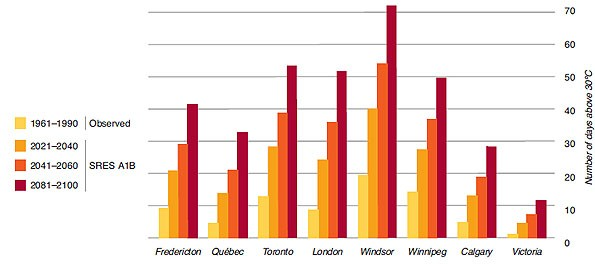 70
60
50
40
30
20
10
0
Number of days above 30°C
1961–1990
Observed
2021–2040
2041–2060
SRES A1B
2081–2100
Fredericton
Québec
Toronto
London
Windsor
Winnipeg
Calgary
Victoria